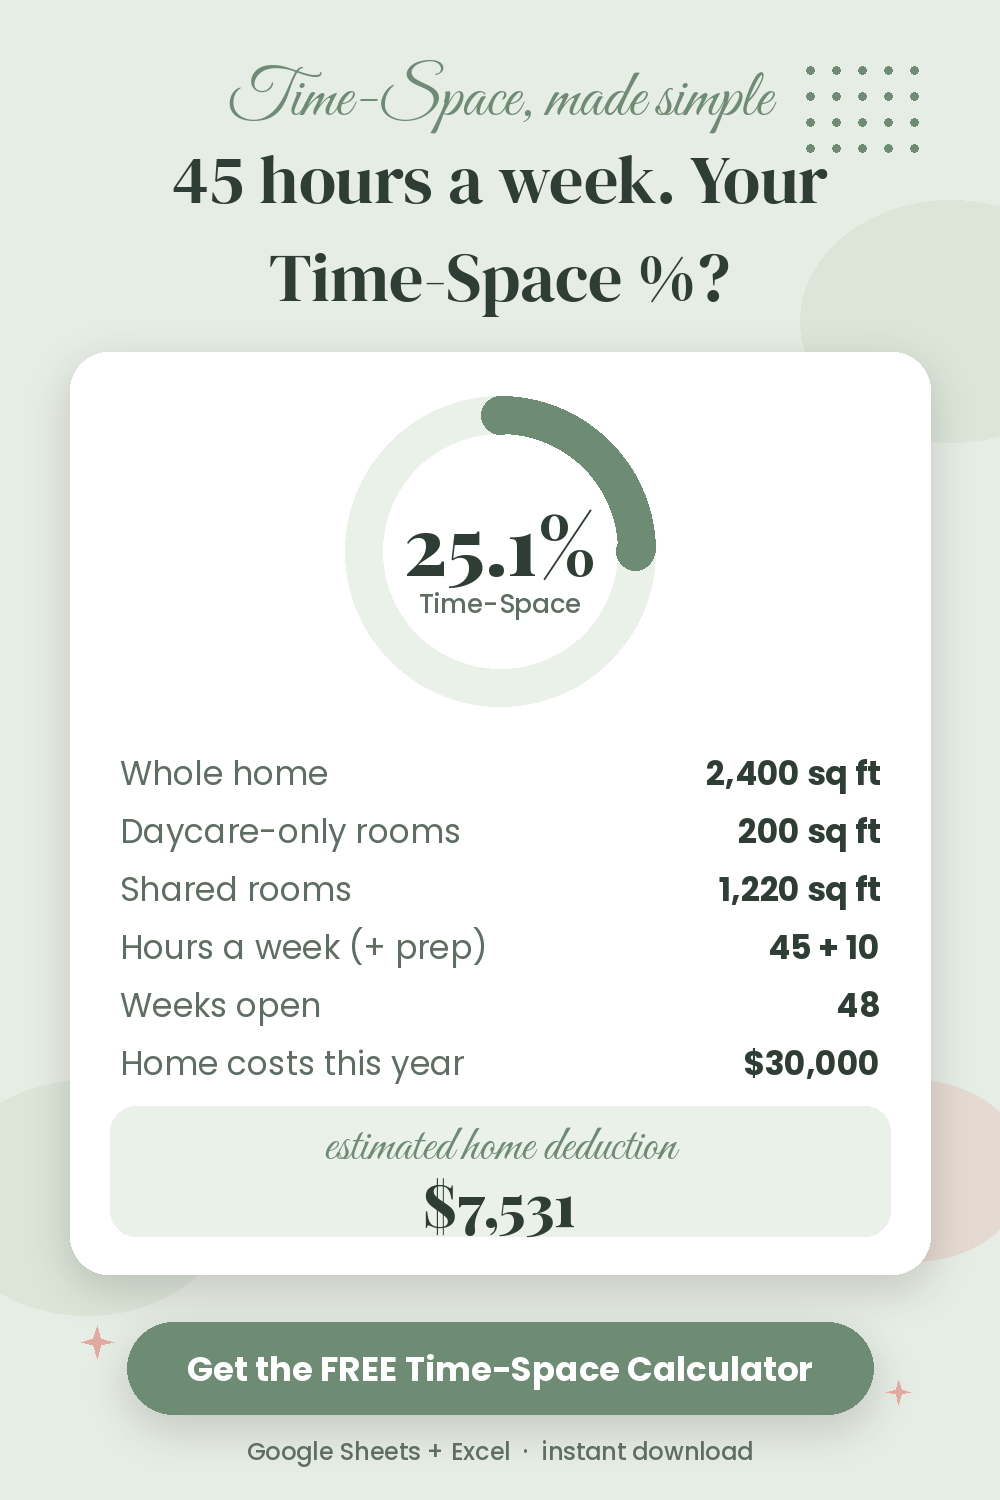 Time-Space, made simple
45 hours a week. Your
Time-Space %?
25.1%
Time-Space
Whole home 2,400 sq ft
Daycare-only rooms 200 sq ft
Shared rooms 1,220 sq ft
Hours a week (+ prep) 45 + 10
Weeks open 48
Home costs this year $30,000
estimated home deduction
$7,531
Get the FREE Time-Space Calculator
Google Sheets + Excel · instant download